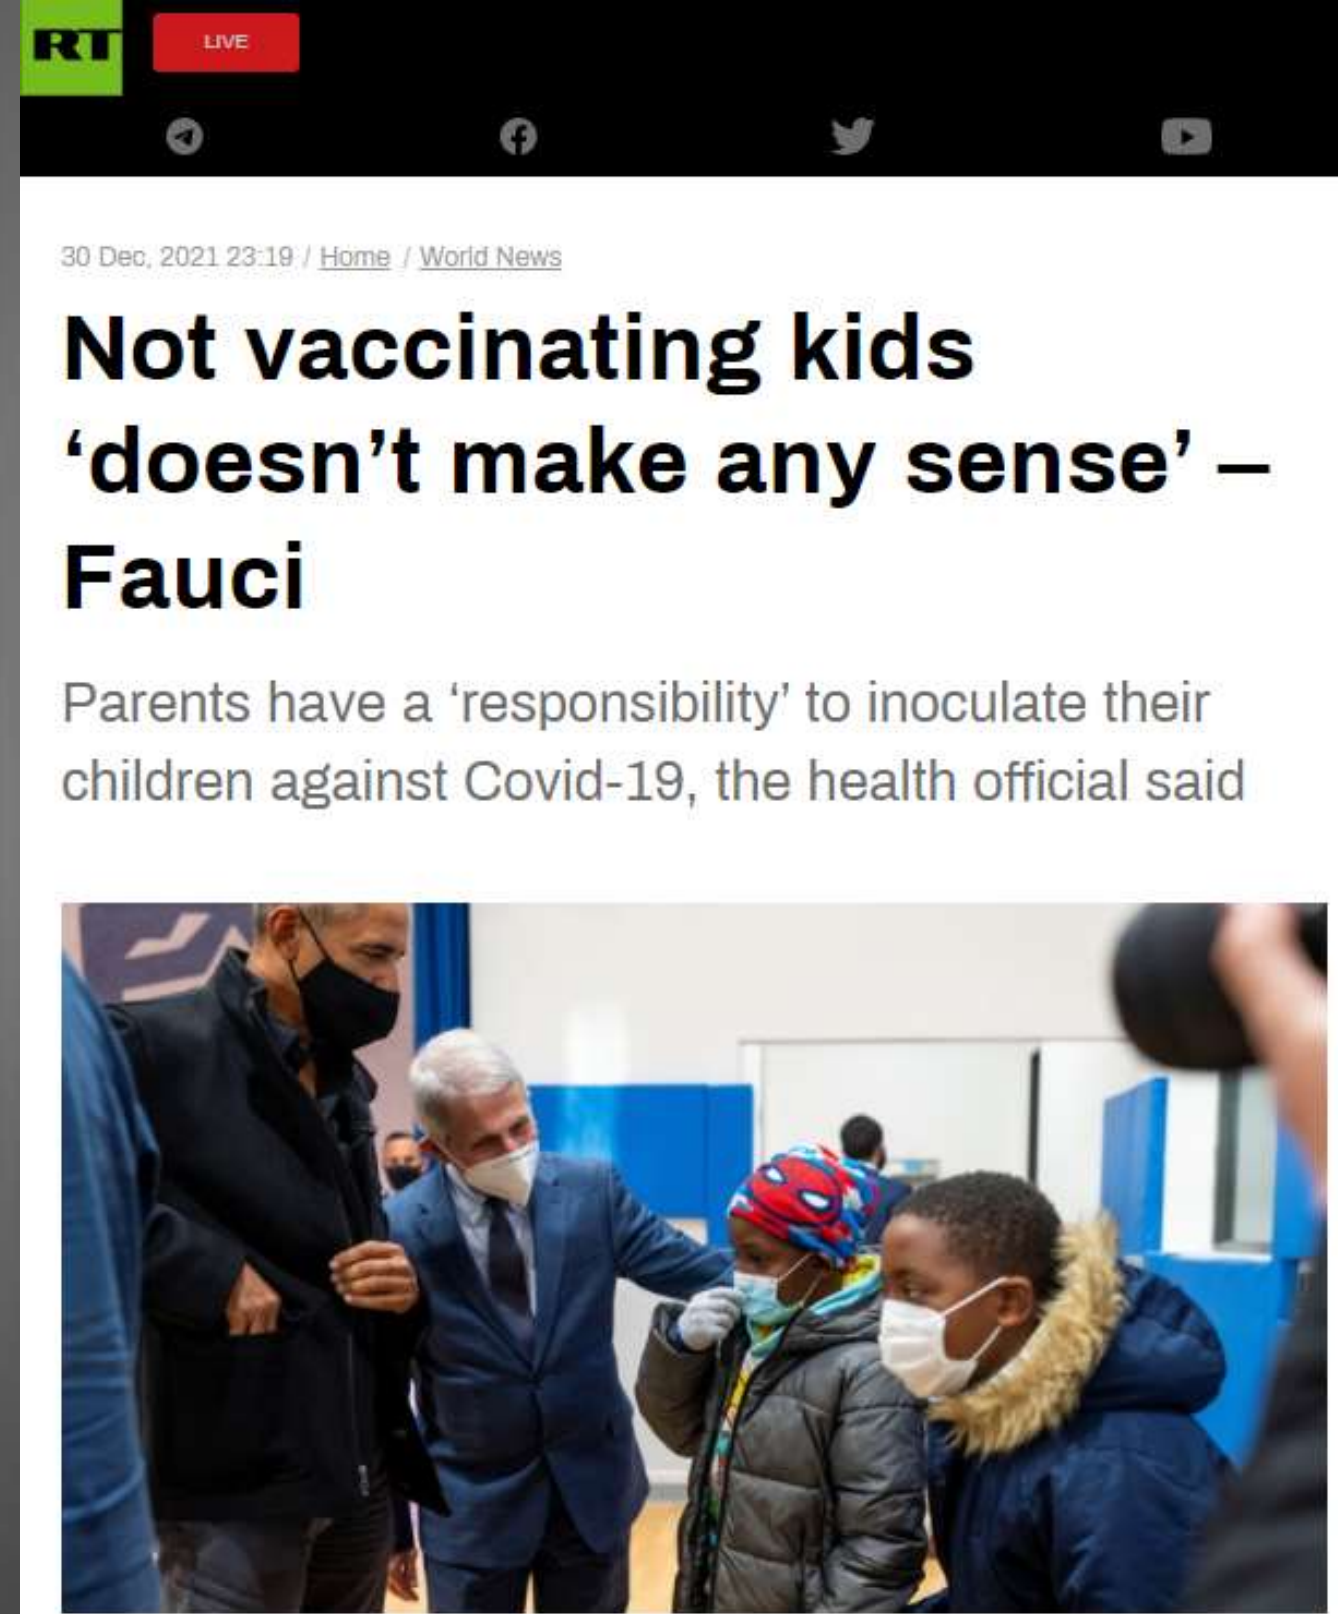 RT
LIVE
30 Dec, 2021 23:19 / Home / World News
Not vaccinating kids
‘doesn’t make any sense’ –
Fauci
Parents have a ‘responsibility’ to inoculate their
children against Covid-19, the health official said